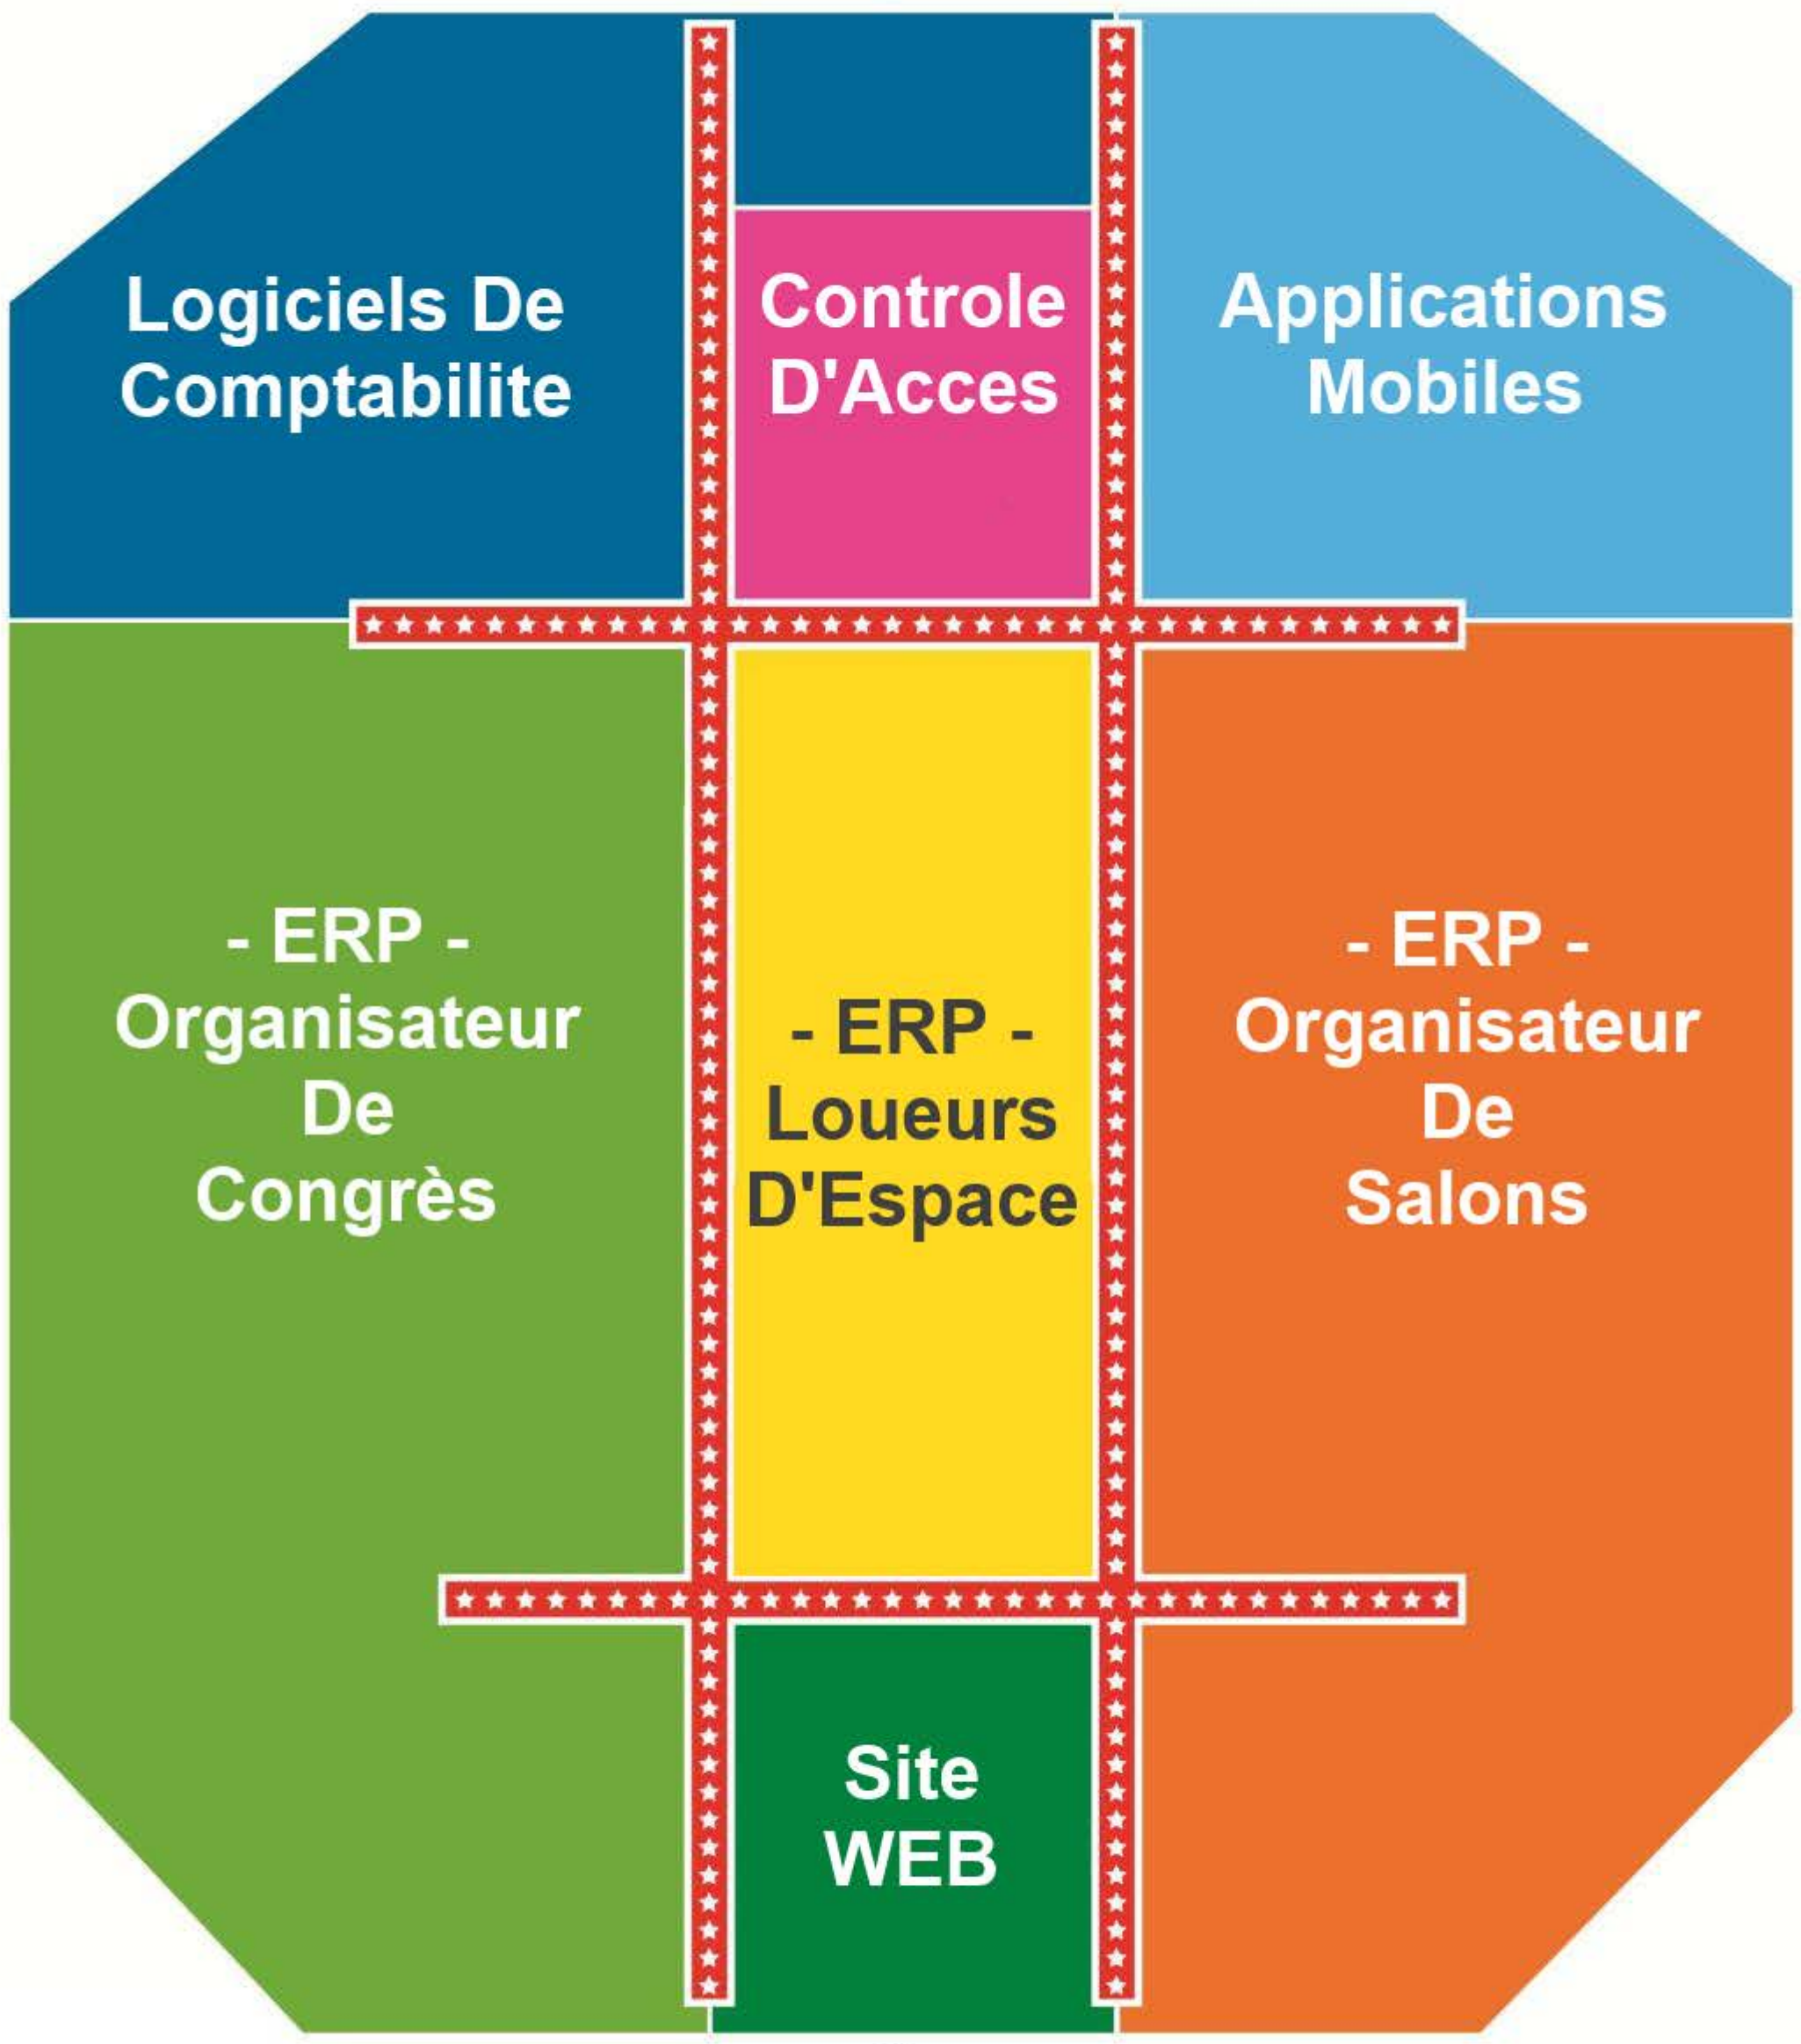 Logiciels De
Comptabilite
Controle
D'Acces
Applications
Mobiles
- ERP -
Organisateur
De
Congrès
- ERP -
Loueurs
D'Espace
- ERP -
Organisateur
De
Salons
Site
WEB